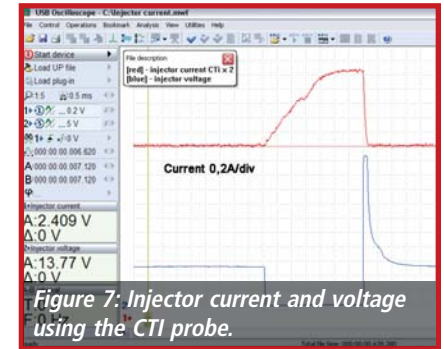 USB Oscilloscope - C:\Injector current.mwf
File Control Operations Bookmark Analysis View Utilities Help
Start device
Load UP file
Load plug-in
1:5 0.5 ms
1+ 0.2 V
2+ 5 V
1+ 0 V
000:00:00.006.620
A 000:00:00.007.120
B 000:00:00.007.120
φ
File description
[red] - injector current CTi x 2
[blue] - injector voltage
Current 0,2A/div
Injector current
A:2.409 V
Δ:0 V
Injector voltage
A:13.77 V
Δ:0 V
Figure 7: Injector current and voltage
using the CTI probe.
1+